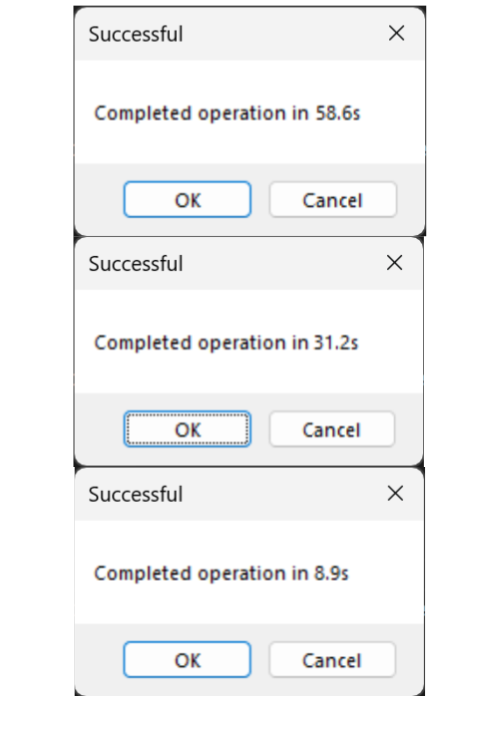 Successful
Completed operation in 58.6s
OK Cancel
Successful
Completed operation in 31.2s
OK Cancel
Successful
Completed operation in 8.9s
OK Cancel